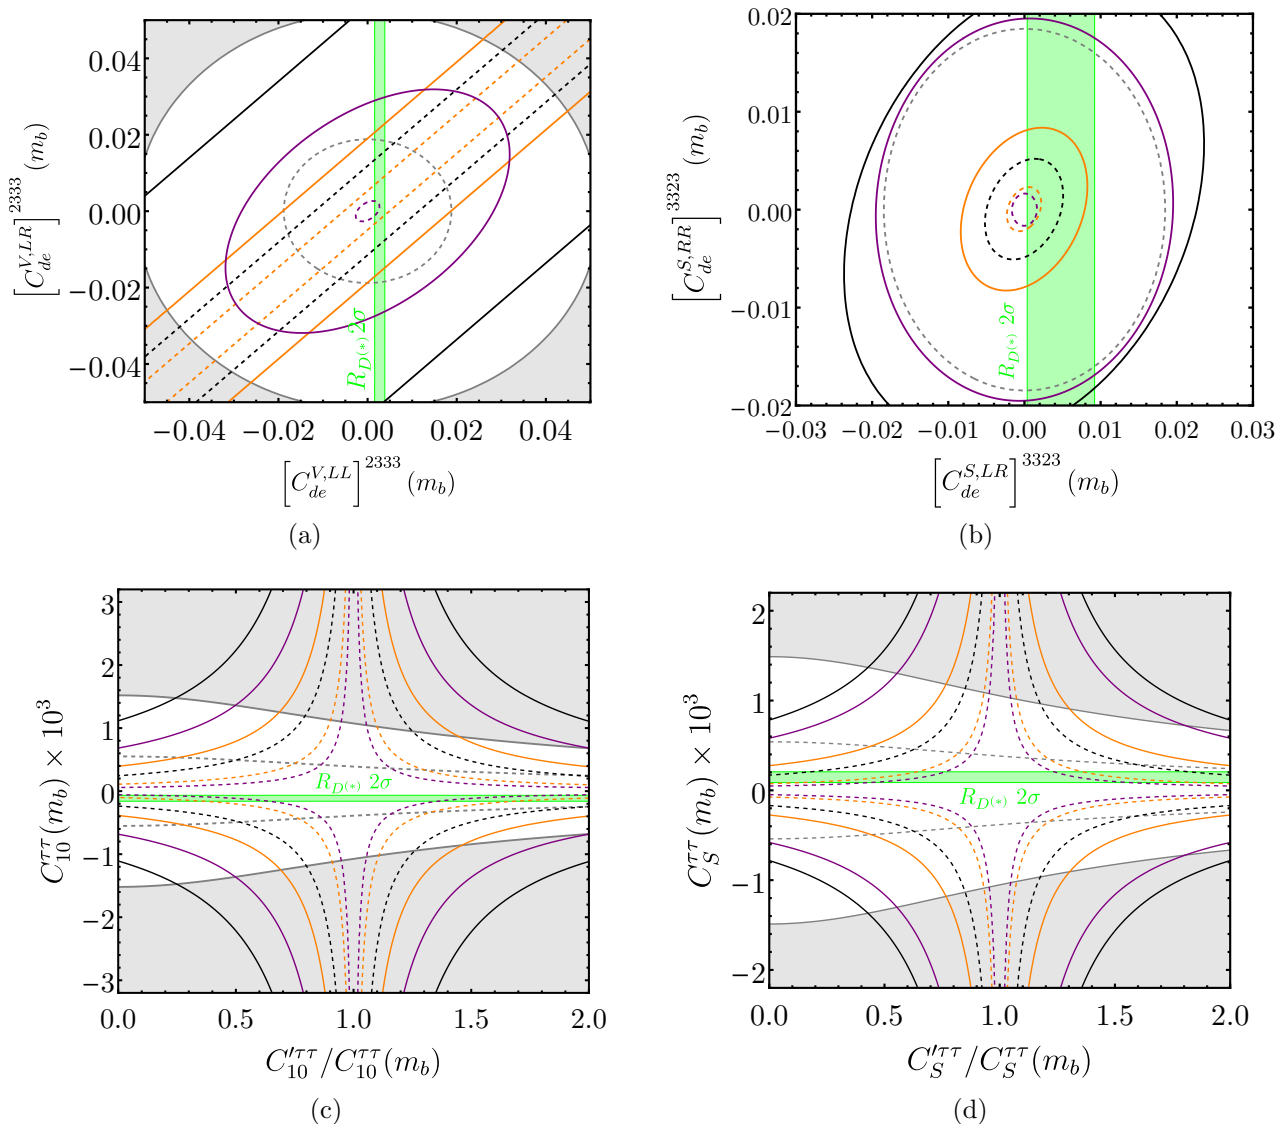 [C_{de}^{V,LR}]^{2333} (m_b)
0.04
0.02
0.00
−0.02
−0.04
R_{D^{(*)}} 2σ
−0.04 −0.02 0.00 0.02 0.04
[C_{de}^{V,LL}]^{2333} (m_b)
(a)
[C_{de}^{S,RR}]^{3323} (m_b)
0.02
0.01
0.00
−0.01
−0.02
R_{D^{(*)}} 2σ
−0.03 −0.02 −0.01 0.00 0.01 0.02 0.03
[C_{de}^{S,LR}]^{3323} (m_b)
(b)
C_{10}^{ττ} (m_b) × 10^3
3
2
1
0
−1
−2
−3
R_{D^{(*)}} 2σ
0.0 0.5 1.0 1.5 2.0
C_{10}^{′ττ}/C_{10}^{ττ}(m_b)
(c)
C_S^{ττ} (m_b) × 10^3
2
1
0
−1
−2
R_{D^{(*)}} 2σ
0.0 0.5 1.0 1.5 2.0
C_S^{′ττ}/C_S^{ττ}(m_b)
(d)